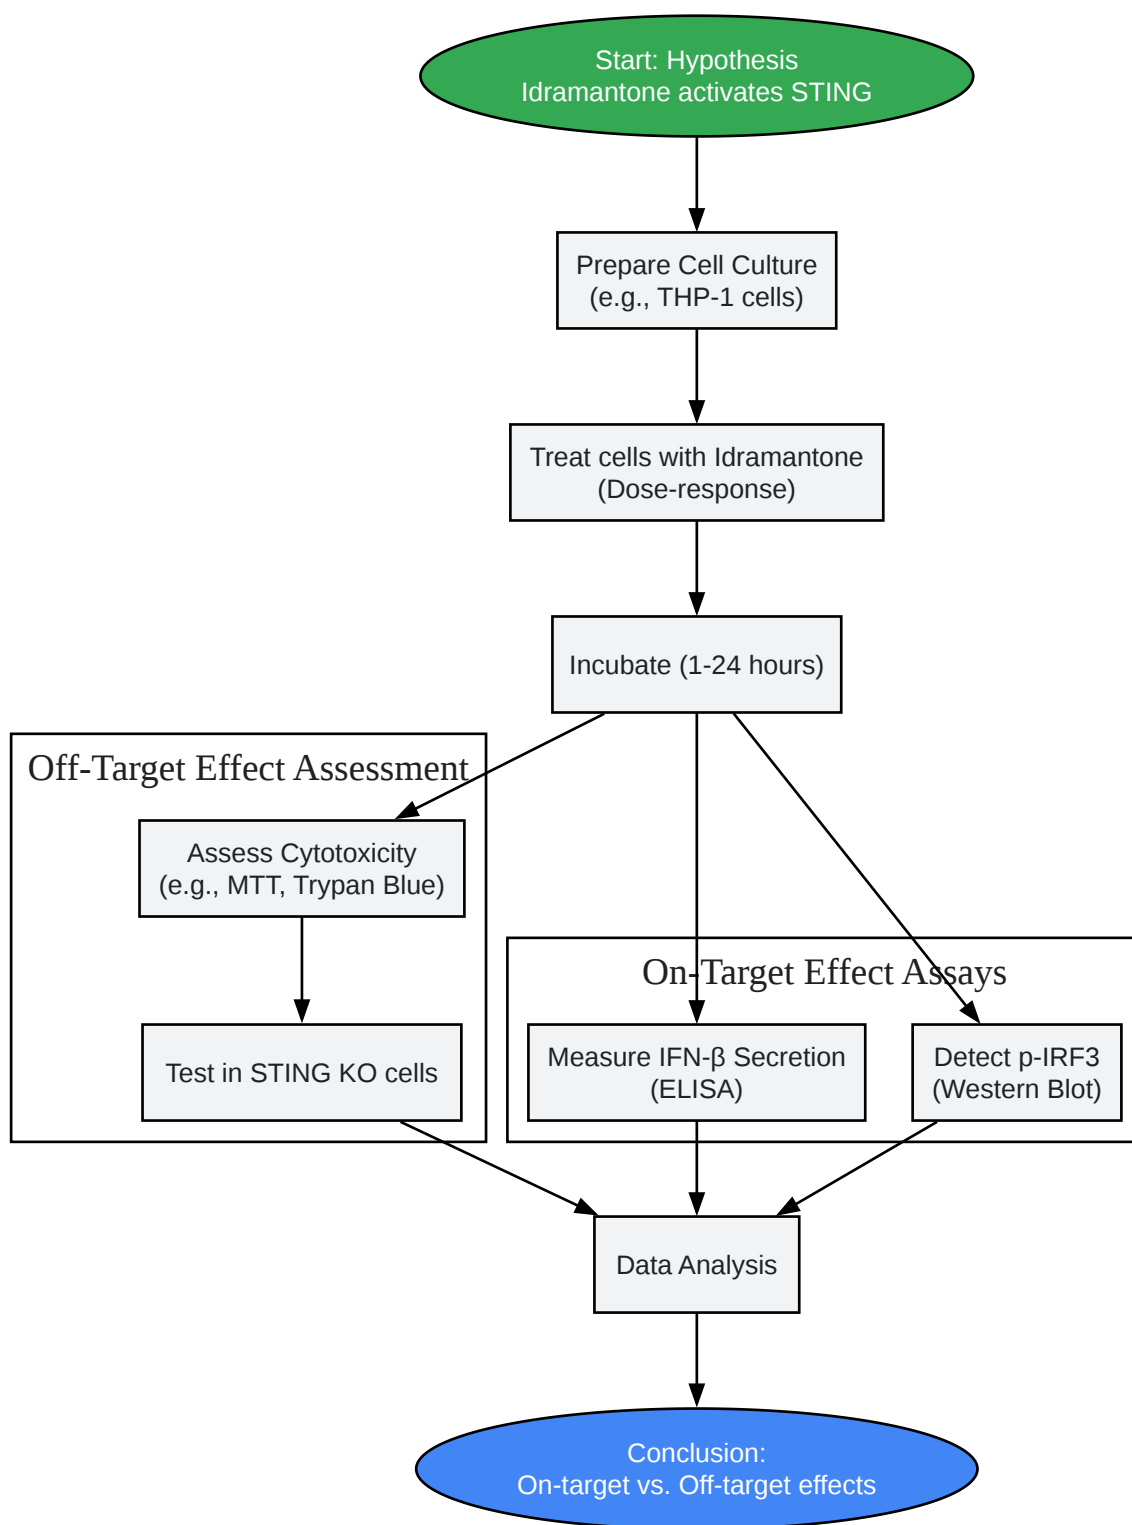 Start: Hypothesis
Idramantone activates STING
Prepare Cell Culture
(e.g., THP-1 cells)
Treat cells with Idramantone
(Dose-response)
Incubate (1-24 hours)
Off-Target Effect Assessment
Assess Cytotoxicity
(e.g., MTT, Trypan Blue)
Test in STING KO cells
On-Target Effect Assays
Measure IFN-β Secretion
(ELISA)
Detect p-IRF3
(Western Blot)
Data Analysis
Conclusion:
On-target vs. Off-target effects